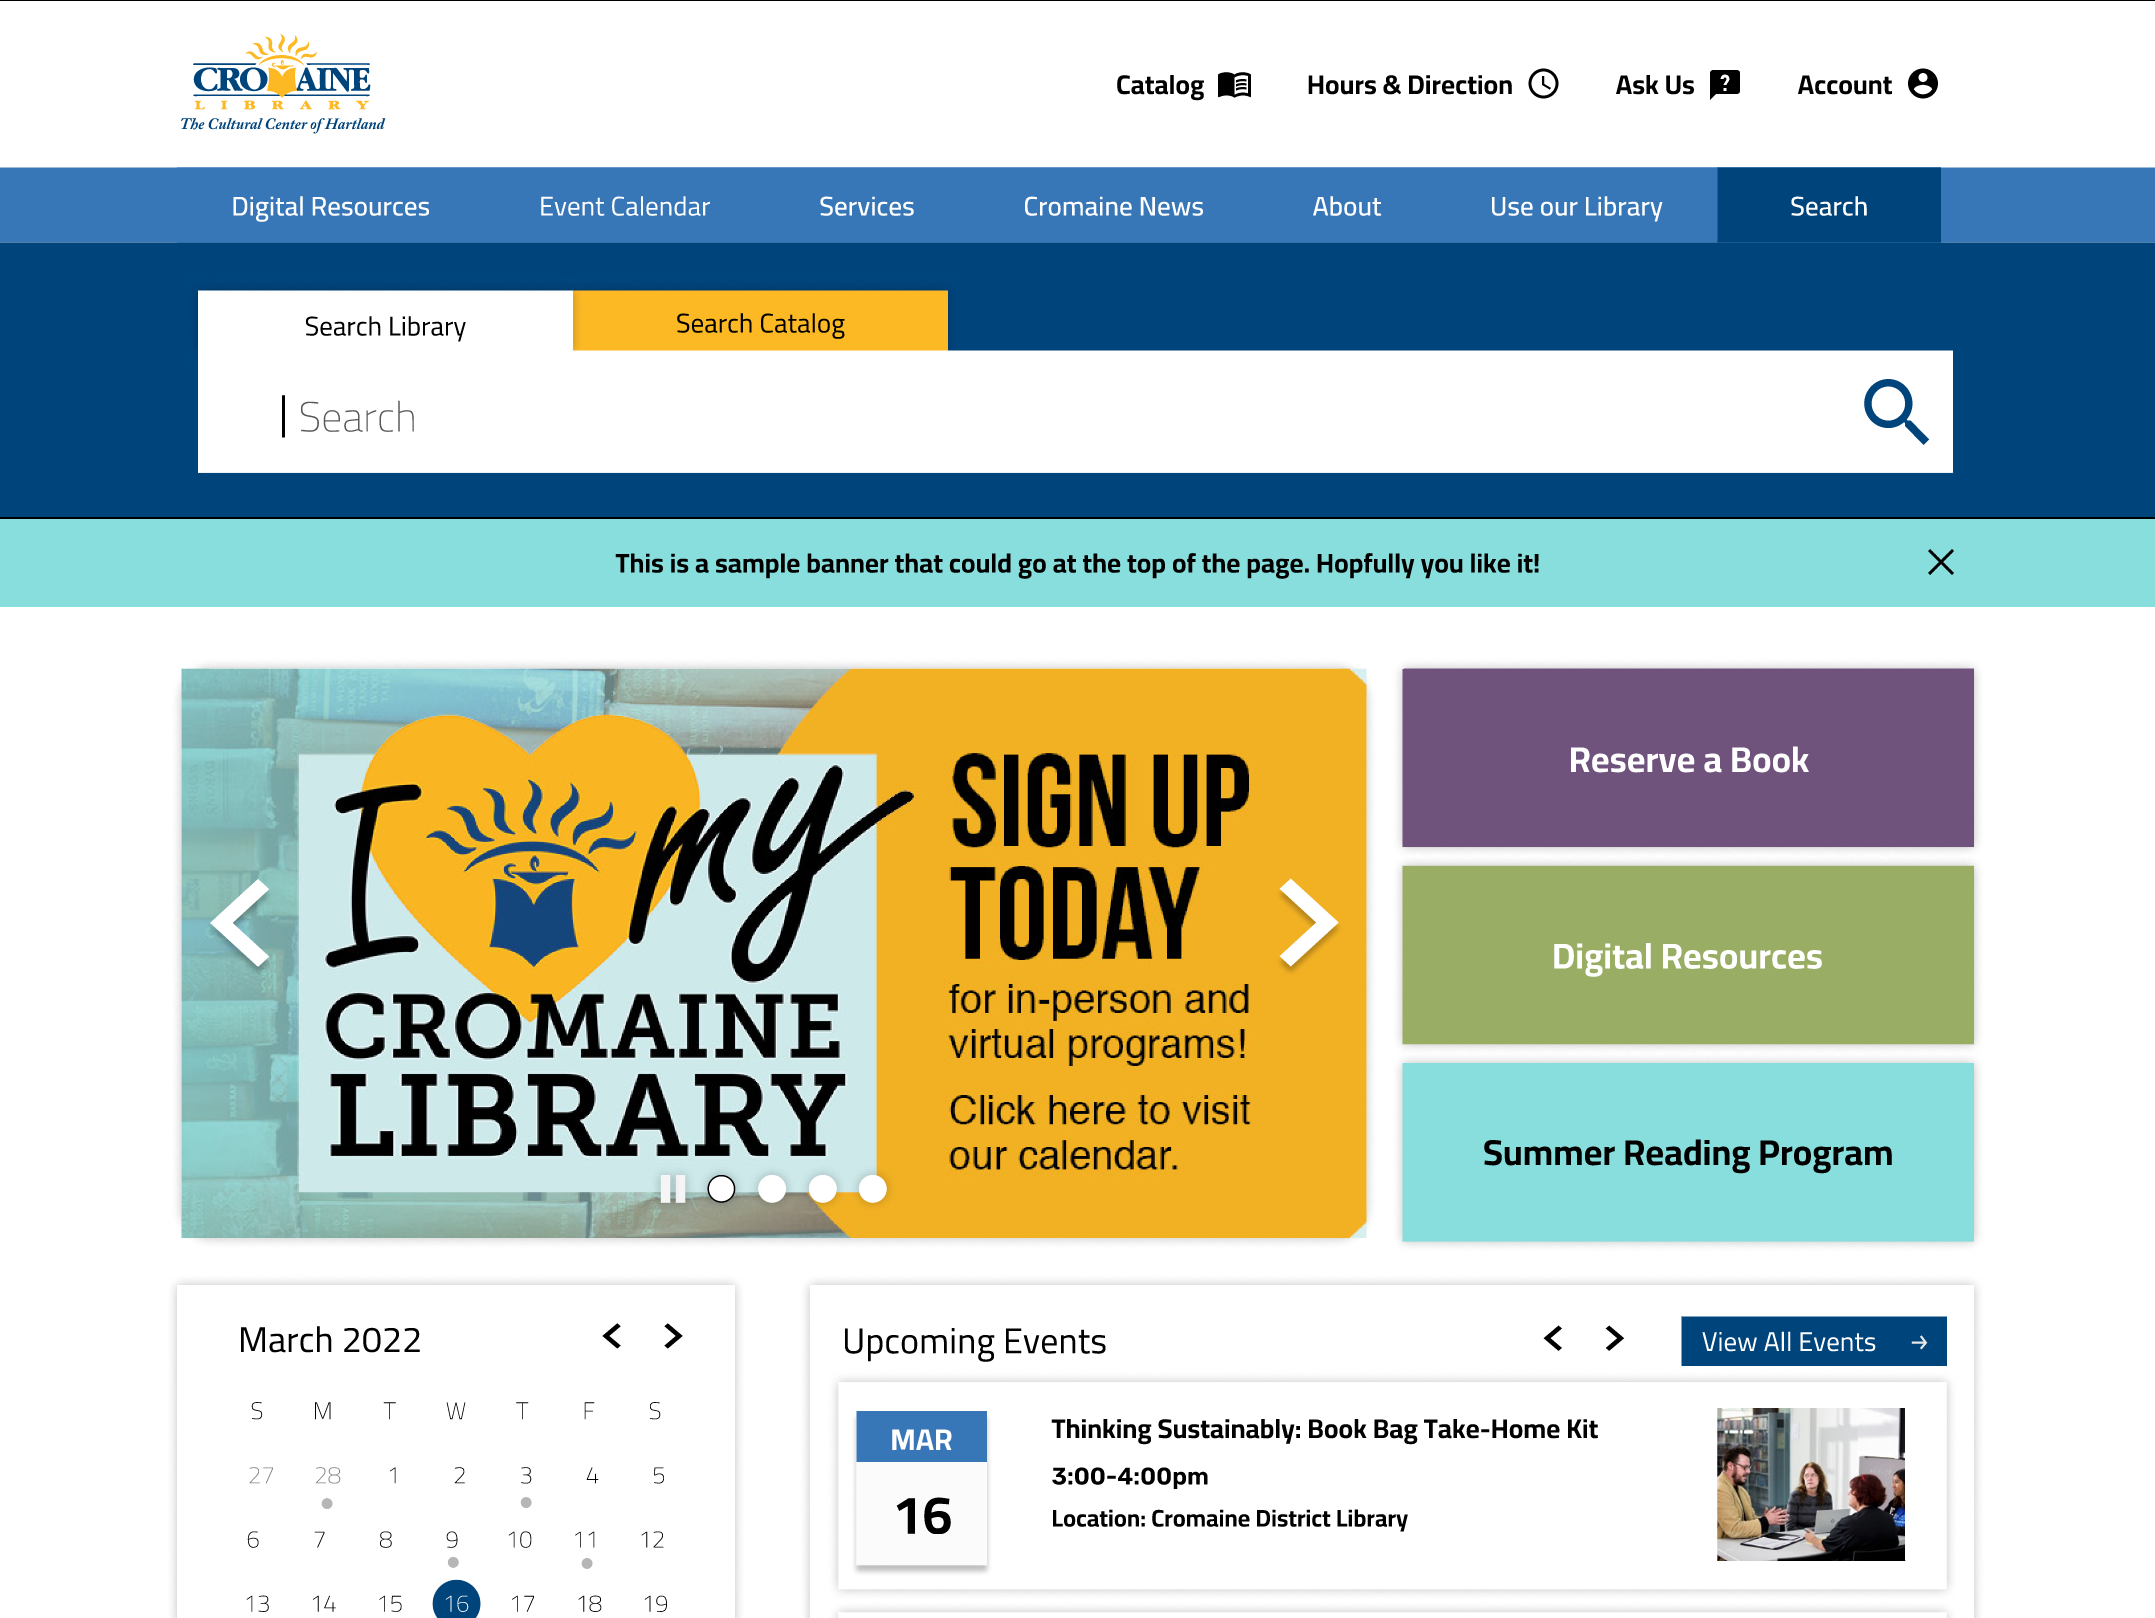 CROMAINE
LIBRARY
The Cultural Center of Hartland
Catalog
Hours & Direction
Ask Us
?
Account
Digital Resources
Event Calendar
Services
Cromaine News
About
Use our Library
Search
Search Library
Search Catalog
Search
This is a sample banner that could go at the top of the page. Hopfully you like it!
I my
CROMAINE
LIBRARY
SIGN UP
TODAY
for in-person and
virtual programs!
Click here to visit
our calendar.
Reserve a Book
Digital Resources
Summer Reading Program
March 2022
S M T W T F S
27 28 1 2 3 4 5
6 7 8 9 10 11 12
13 14 15 16 17 18 19
Upcoming Events
View All Events
MAR
16
Thinking Sustainably: Book Bag Take-Home Kit
3:00-4:00pm
Location: Cromaine District Library